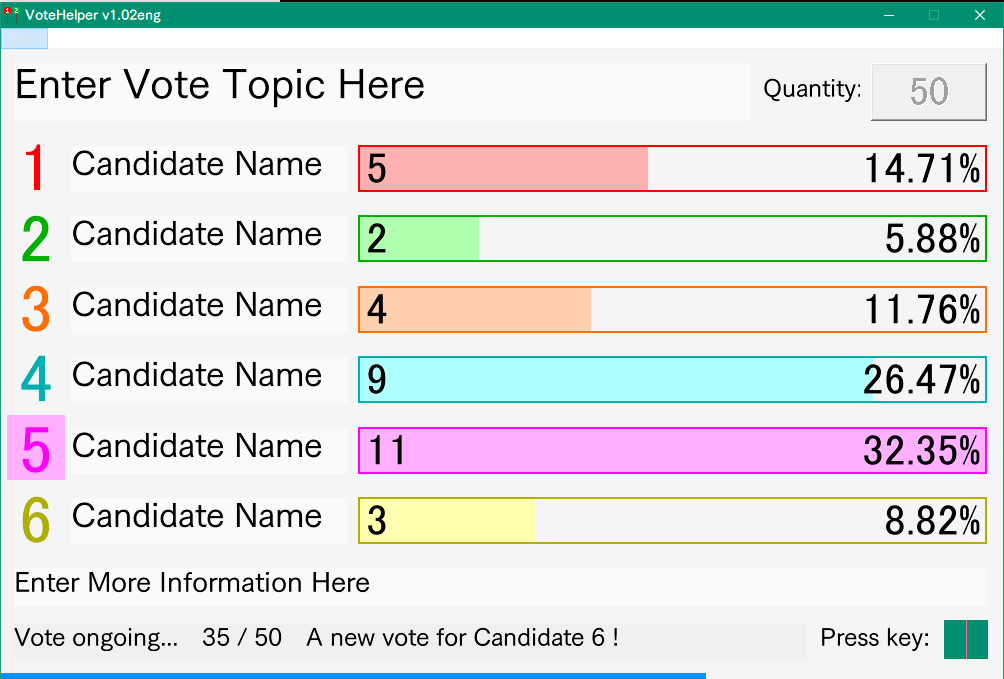 VoteHelper v1.02eng
Enter Vote Topic Here
Quantity: 50
1 Candidate Name 5 14.71%
2 Candidate Name 2 5.88%
3 Candidate Name 4 11.76%
4 Candidate Name 9 26.47%
5 Candidate Name 11 32.35%
6 Candidate Name 3 8.82%
Enter More Information Here
Vote ongoing... 35 / 50 A new vote for Candidate 6 !
Press key: